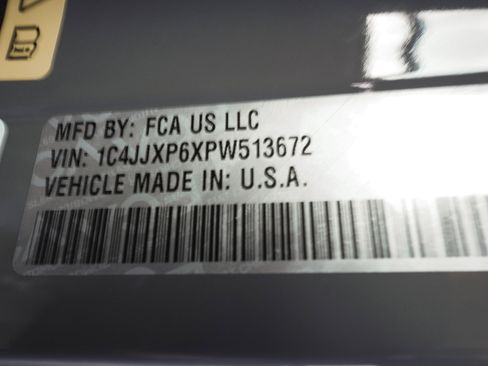 MFD BY: FCA US LLC
VIN: 1C4JJXP6XPW513672
VEHICLE MADE IN: U.S.A.